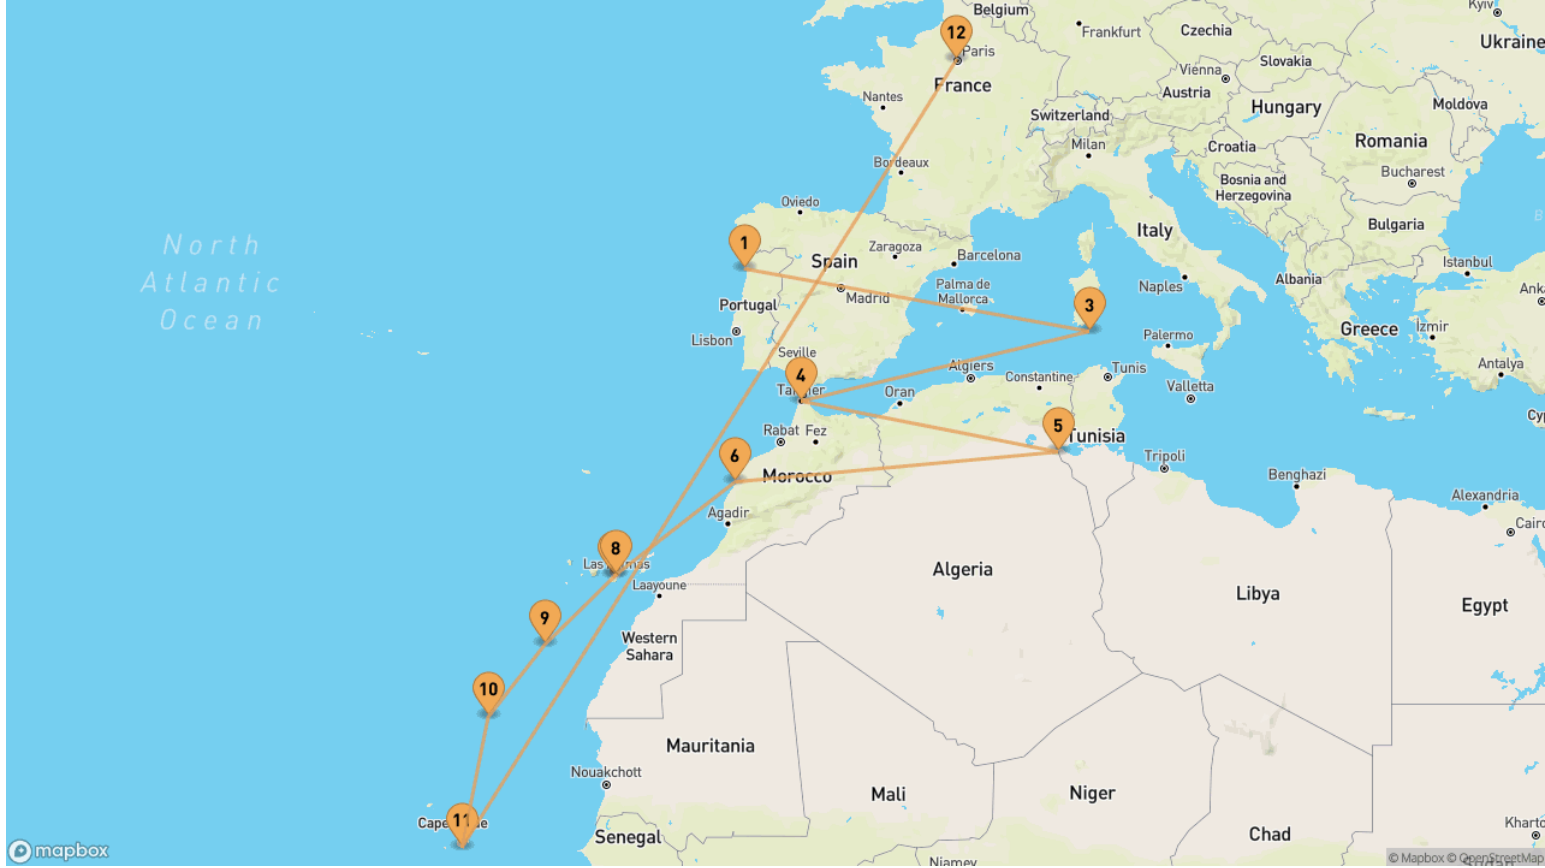 Belgium
Kyiv
12
Paris
Frankfurt
Czechia
Ukraine
Slovakia
Vienna
Austria
France
Nantes
Hungary
Moldova
Switzerland
Milan
Croatia
Romania
Bordeaux
Bucharest
Bosnia and
Herzegovina
Oviedo
Bulgaria
Italy
1
North
Atlantic
Ocean
Zaragoza
Barcelona
Spain
Istanbul
Albania
Naples
Palma de
Mallorca
Madrid
Portugal
3
Greece
İzmir
Lisbon
Palermo
Seville
4
Algiers
Tunis
Antalya
Constantine
Valletta
Oran
5
Tunisia
Rabat
Fez
6
Tripoli
Morocco
Benghazi
Alexandria
Agadir
8
Laayoune
Algeria
Libya
Egypt
9
Western
Sahara
10
Mauritania
Nouakchott
Mali
Niger
11
Senegal
Chad
Niamey
mapbox
© Mapbox © OpenStreetMap